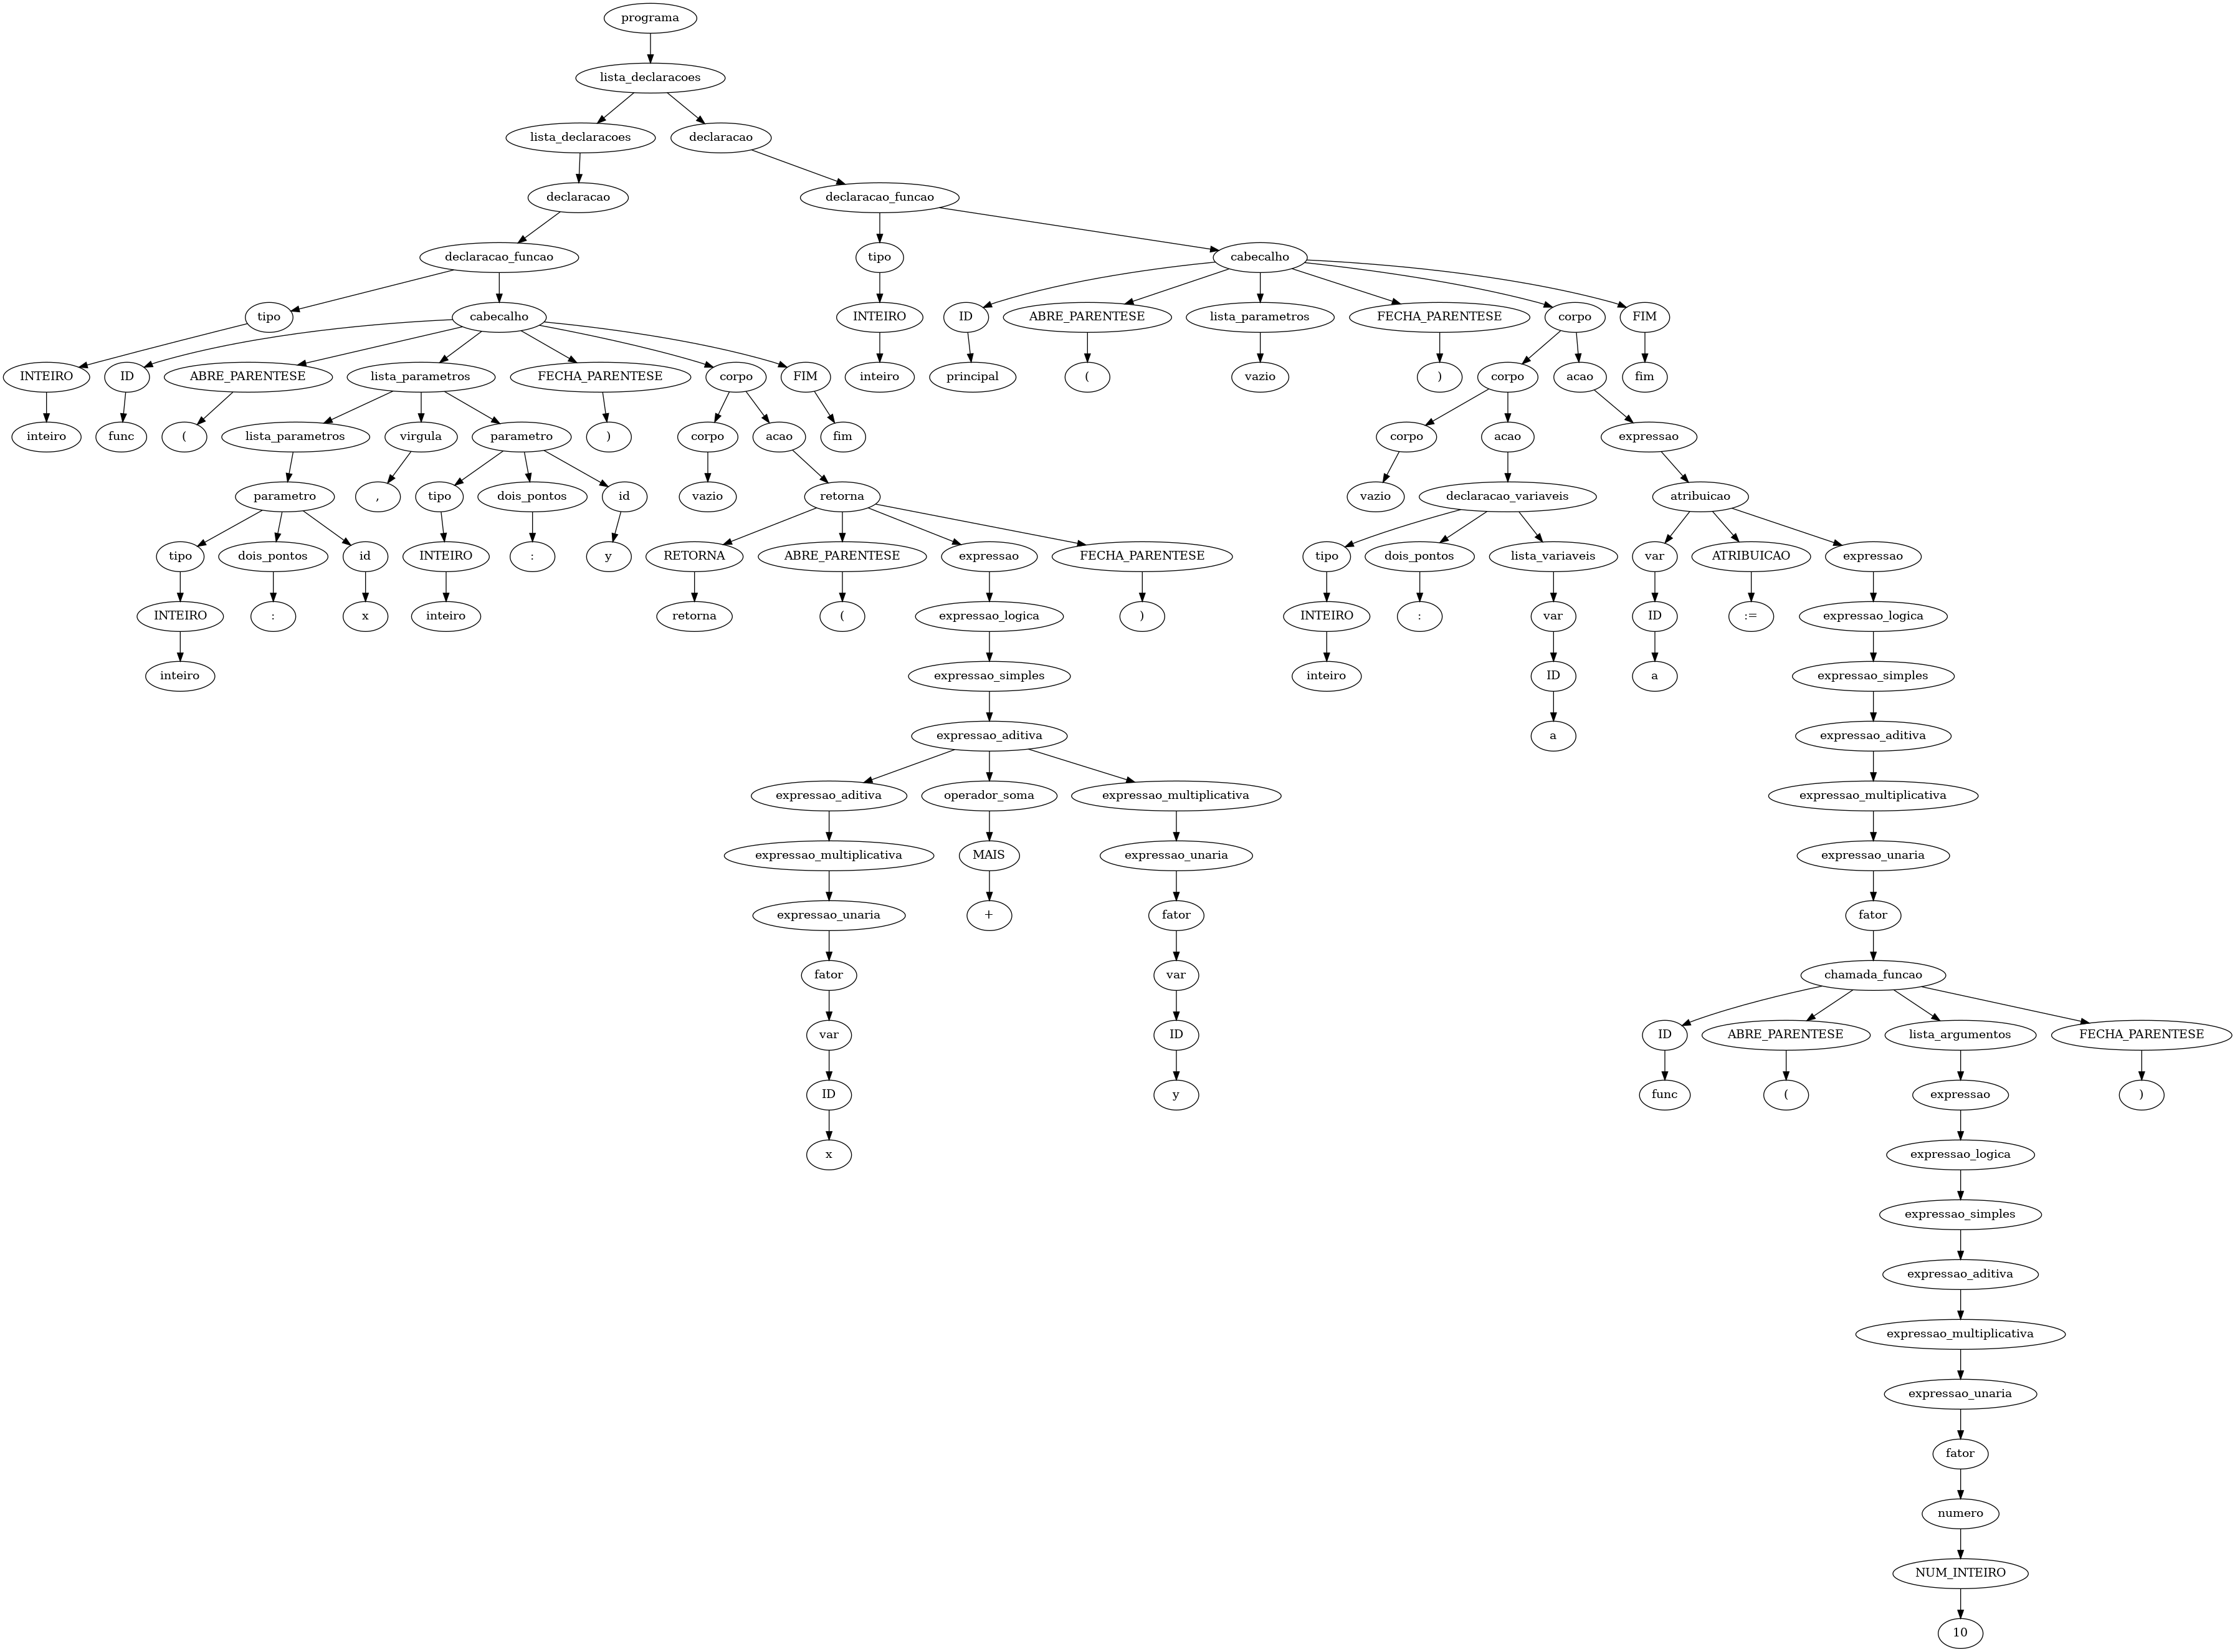 programa
lista_declaracoes
lista_declaracoes declaracao
declaracao declaracao_funcao
declaracao_funcao tipo cabecalho
tipo cabecalho INTEIRO ID ABRE_PARENTESE lista_parametros FECHA_PARENTESE corpo FIM
INTEIRO ID ABRE_PARENTESE lista_parametros FECHA_PARENTESE corpo FIM inteiro principal ( vazio ) corpo acao fim
inteiro func ( lista_parametros virgula parametro ) corpo acao fim corpo acao expressao
parametro , tipo dois_pontos id vazio retorna vazio declaracao_variaveis atribuicao
tipo dois_pontos id INTEIRO : y RETORNA ABRE_PARENTESE expressao FECHA_PARENTESE tipo dois_pontos lista_variaveis var ATRIBUICAO expressao
INTEIRO : x inteiro retorna ( expressao_logica ) INTEIRO : var ID := expressao_logica
inteiro expressao_simples inteiro ID a expressao_simples
expressao_aditiva a expressao_aditiva
expressao_aditiva operador_soma expressao_multiplicativa expressao_multiplicativa
expressao_multiplicativa MAIS expressao_unaria expressao_unaria
expressao_unaria + fator fator
fator var chamada_funcao
var ID ID ABRE_PARENTESE lista_argumentos FECHA_PARENTESE
ID y func ( expressao )
x expressao_logica
expressao_simples
expressao_aditiva
expressao_multiplicativa
expressao_unaria
fator
numero
NUM_INTEIRO
10